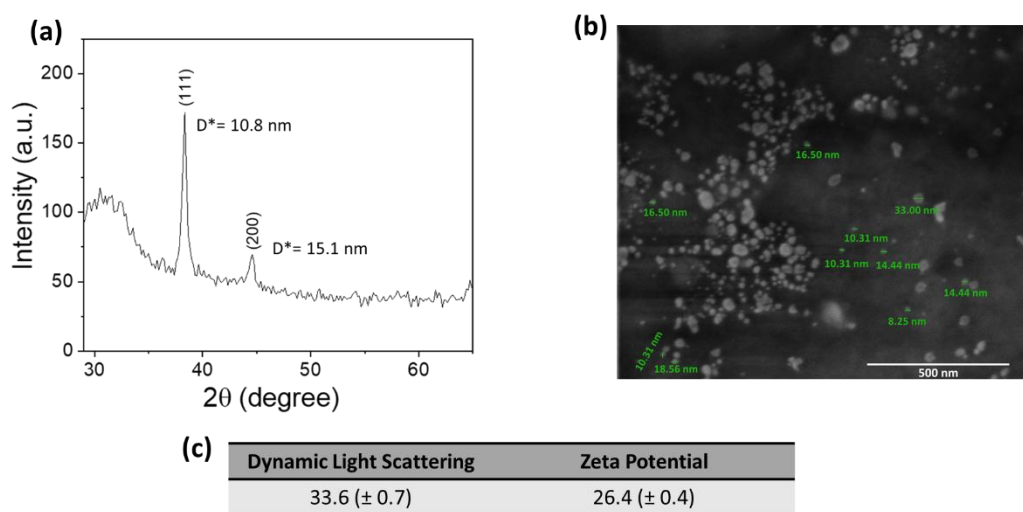 (a)
Intensity (a.u.)
200
150
100
50
0
(111)
D*= 10.8 nm
(200)
D*= 15.1 nm
30
40
50
60
2θ (degree)
(b)
16.50 nm
16.50 nm
33.00 nm
10.31 nm
10.31 nm
14.44 nm
14.44 nm
8.25 nm
10.31 nm
18.56 nm
500 nm
(c)
Dynamic Light Scattering Zeta Potential
33.6 (± 0.7) 26.4 (± 0.4)